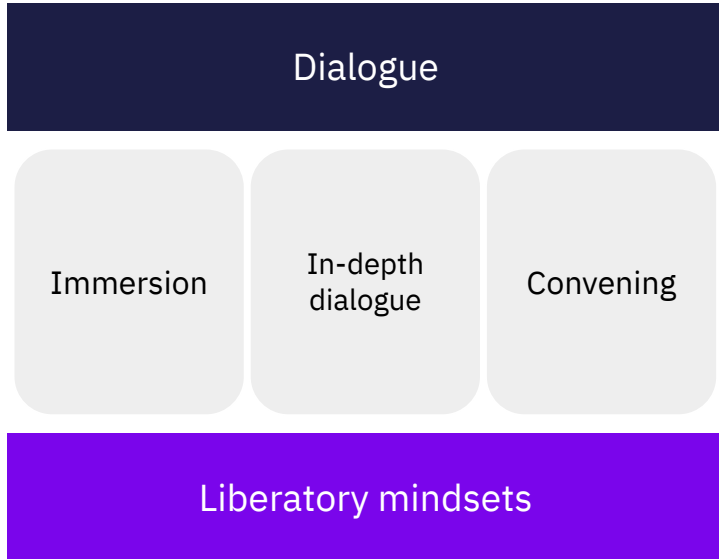 Dialogue
Immersion
In-depth
dialogue
Convening
Liberatory mindsets